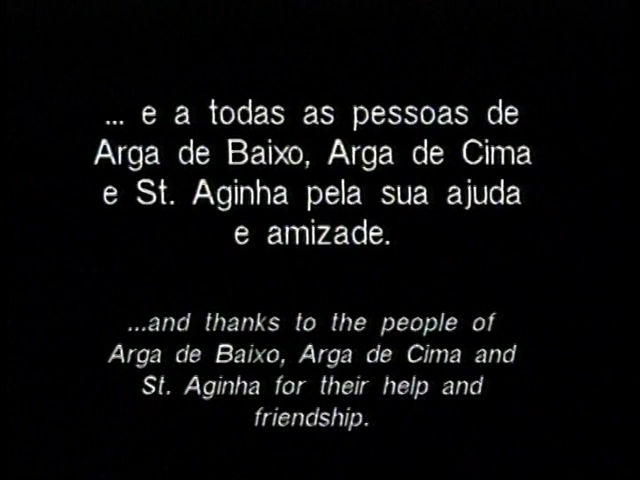 ... e a todas as pessoas de
Arga de Baixo, Arga de Cima
e St. Aginha pela sua ajuda
e amizade.
...and thanks to the people of
Arga de Baixo, Arga de Cima and
St. Aginha for their help and
friendship.